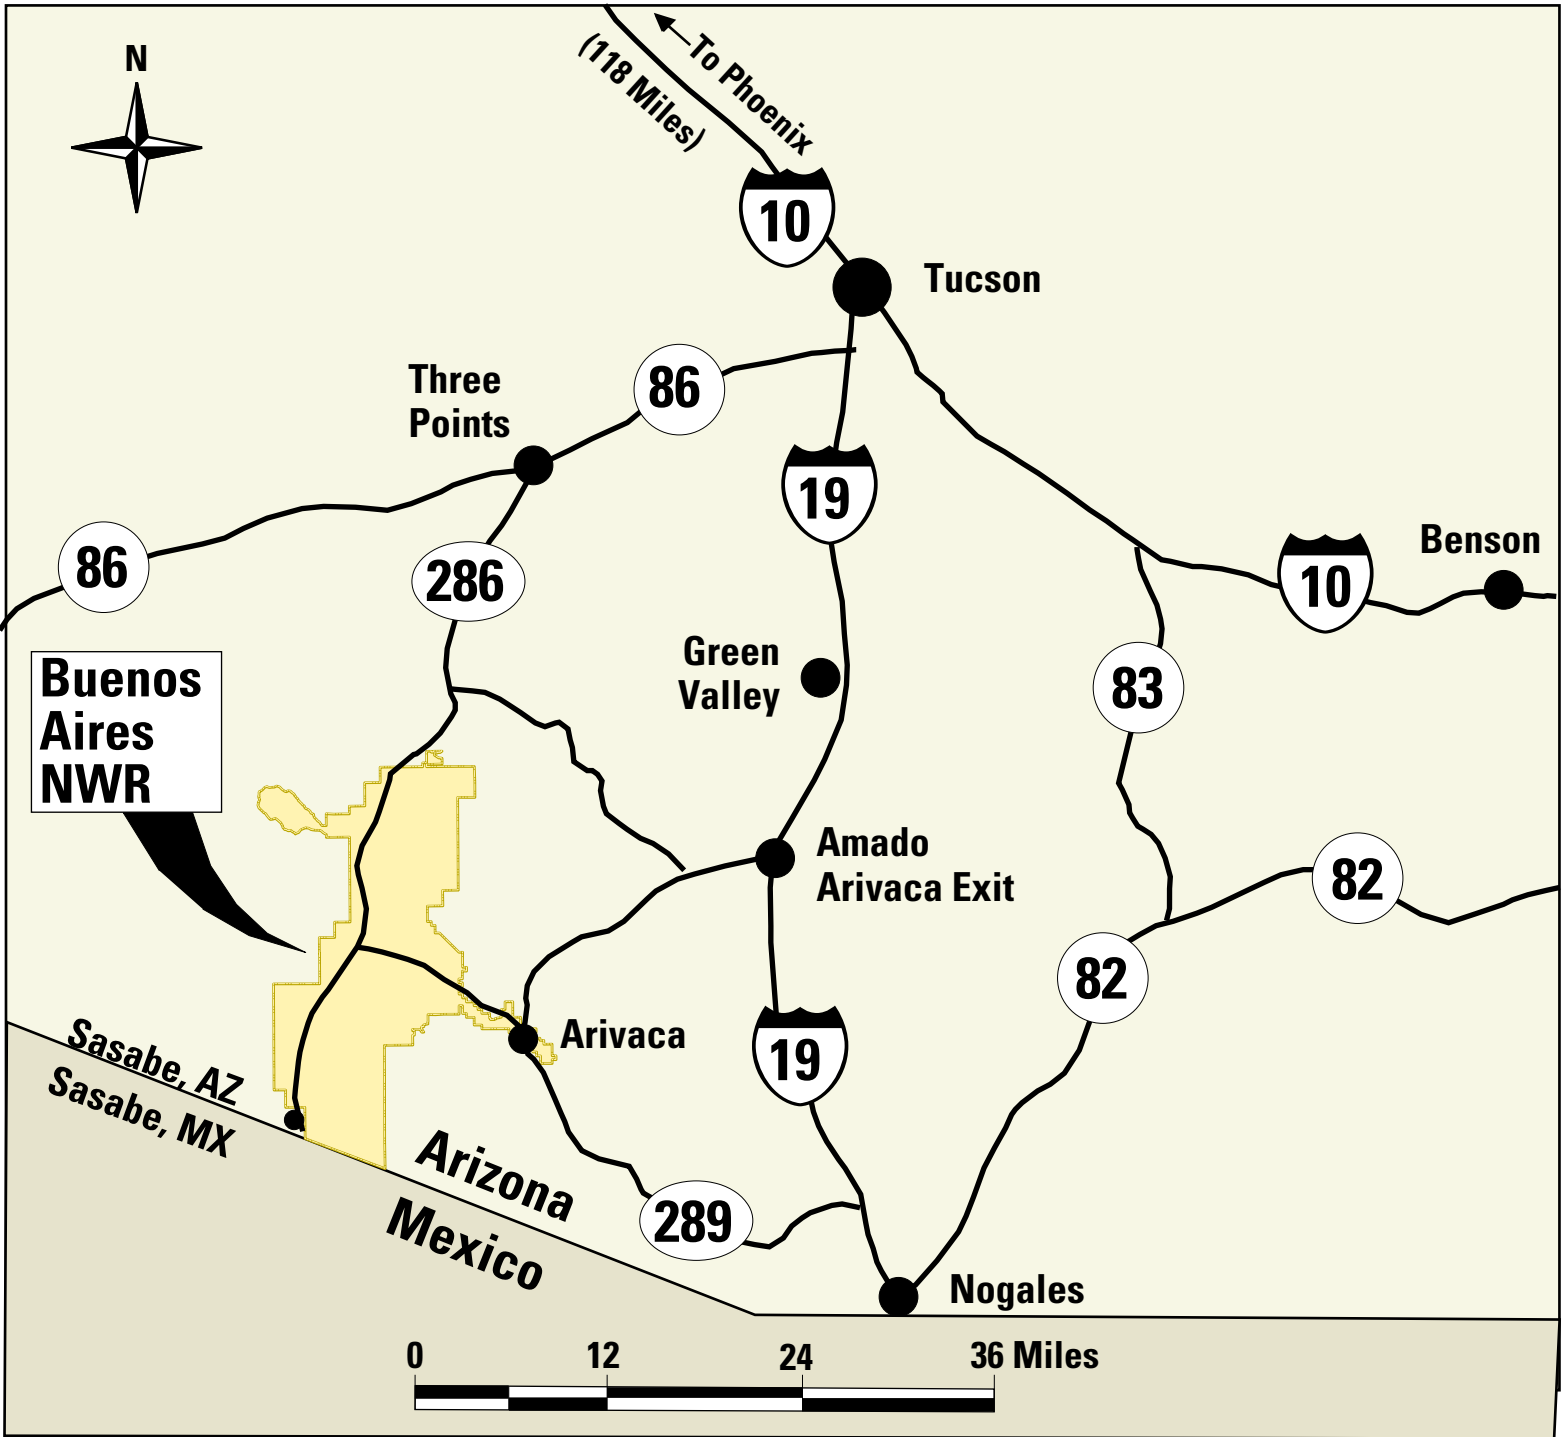 N
To Phoenix
(118 Miles)
10
Tucson
Three
Points
86
19
86
286
Benson
10
Green
Valley
83
Buenos
Aires
NWR
Amado
Arivaca Exit
82
82
Sasabe, AZ
Sasabe, MX
Arivaca
19
Arizona
Mexico
289
Nogales
0 12 24 36 Miles